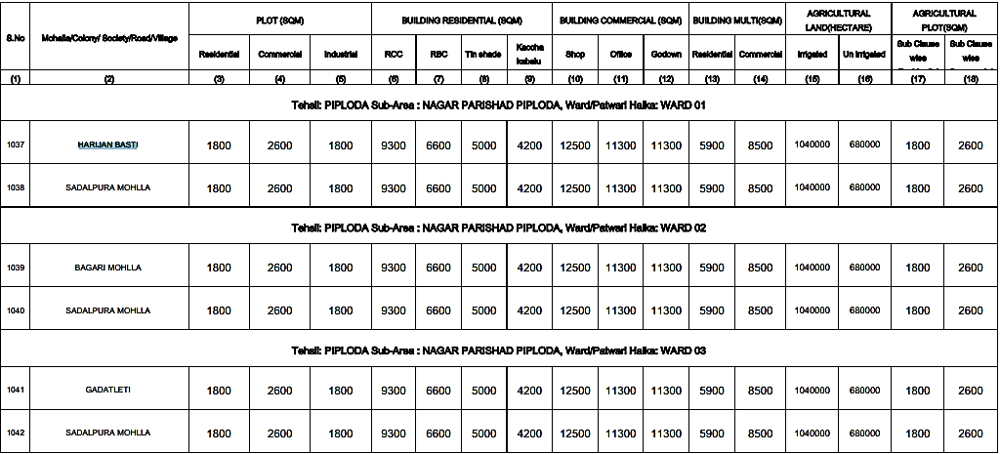 S.No Mohalla/Colony/ Society/Road/Village PLOT (SQM) BUILDING RESIDENTIAL (SQM) BUILDING COMMERCIAL (SQM) BUILDING MULTI(SQM) AGRICULTURAL LAND(HECTARE) AGRICULTURAL PLOT(SQM)
Residential Commercial Industrial RCC RBC Tin shade Kaccha kabelu Shop Office Godown Residential Commercial Irrigated Un Irrigated Sub Clause wise Sub Clause wise
(1) (2) (3) (4) (5) (6) (7) (8) (9) (10) (11) (12) (13) (14) (15) (16) (17) (18)
Tehsil: PIPLODA Sub-Area : NAGAR PARISHAD PIPLODA, Ward/Patwari Halka: WARD 01
1037 HARIJAN BASTI 1800 2600 1800 9300 6600 5000 4200 12500 11300 11300 5900 8500 1040000 680000 1800 2600
1038 SADALPURA MOHLLA 1800 2600 1800 9300 6600 5000 4200 12500 11300 11300 5900 8500 1040000 680000 1800 2600
Tehsil: PIPLODA Sub-Area : NAGAR PARISHAD PIPLODA, Ward/Patwari Halka: WARD 02
1039 BAGARI MOHLLA 1800 2600 1800 9300 6600 5000 4200 12500 11300 11300 5900 8500 1040000 680000 1800 2600
1040 SADALPURA MOHLLA 1800 2600 1800 9300 6600 5000 4200 12500 11300 11300 5900 8500 1040000 680000 1800 2600
Tehsil: PIPLODA Sub-Area : NAGAR PARISHAD PIPLODA, Ward/Patwari Halka: WARD 03
1041 GADATLETI 1800 2600 1800 9300 6600 5000 4200 12500 11300 11300 5900 8500 1040000 680000 1800 2600
1042 SADALPURA MOHLLA 1800 2600 1800 9300 6600 5000 4200 12500 11300 11300 5900 8500 1040000 680000 1800 2600